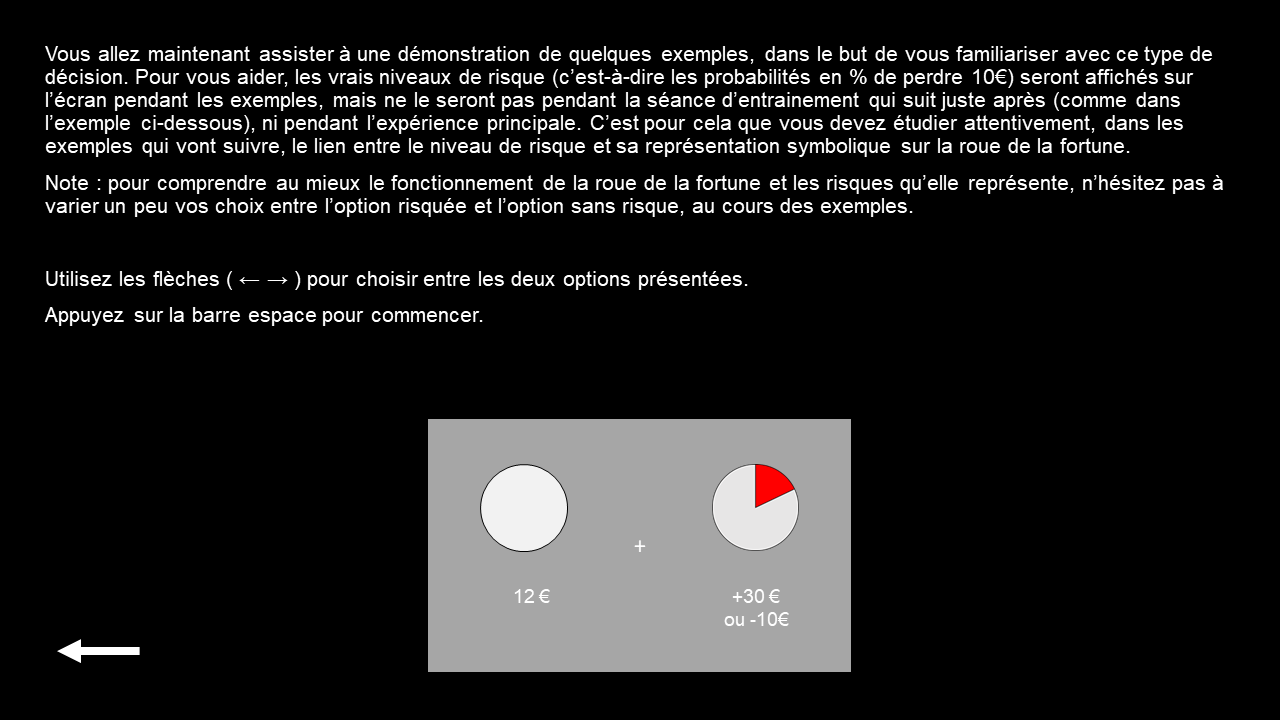 Vous allez maintenant assister à une démonstration de quelques exemples, dans le but de vous familiariser avec ce type de
décision. Pour vous aider, les vrais niveaux de risque (c’est-à-dire les probabilités en % de perdre 10€) seront affichés sur
l’écran pendant les exemples, mais ne le seront pas pendant la séance d’entrainement qui suit juste après (comme dans
l’exemple ci-dessous), ni pendant l’expérience principale. C’est pour cela que vous devez étudier attentivement, dans les
exemples qui vont suivre, le lien entre le niveau de risque et sa représentation symbolique sur la roue de la fortune.
Note : pour comprendre au mieux le fonctionnement de la roue de la fortune et les risques qu’elle représente, n’hésitez pas à
varier un peu vos choix entre l’option risquée et l’option sans risque, au cours des exemples.
Utilisez les flèches ( ← → ) pour choisir entre les deux options présentées.
Appuyez sur la barre espace pour commencer.
+
12 €
+30 €
ou -10€